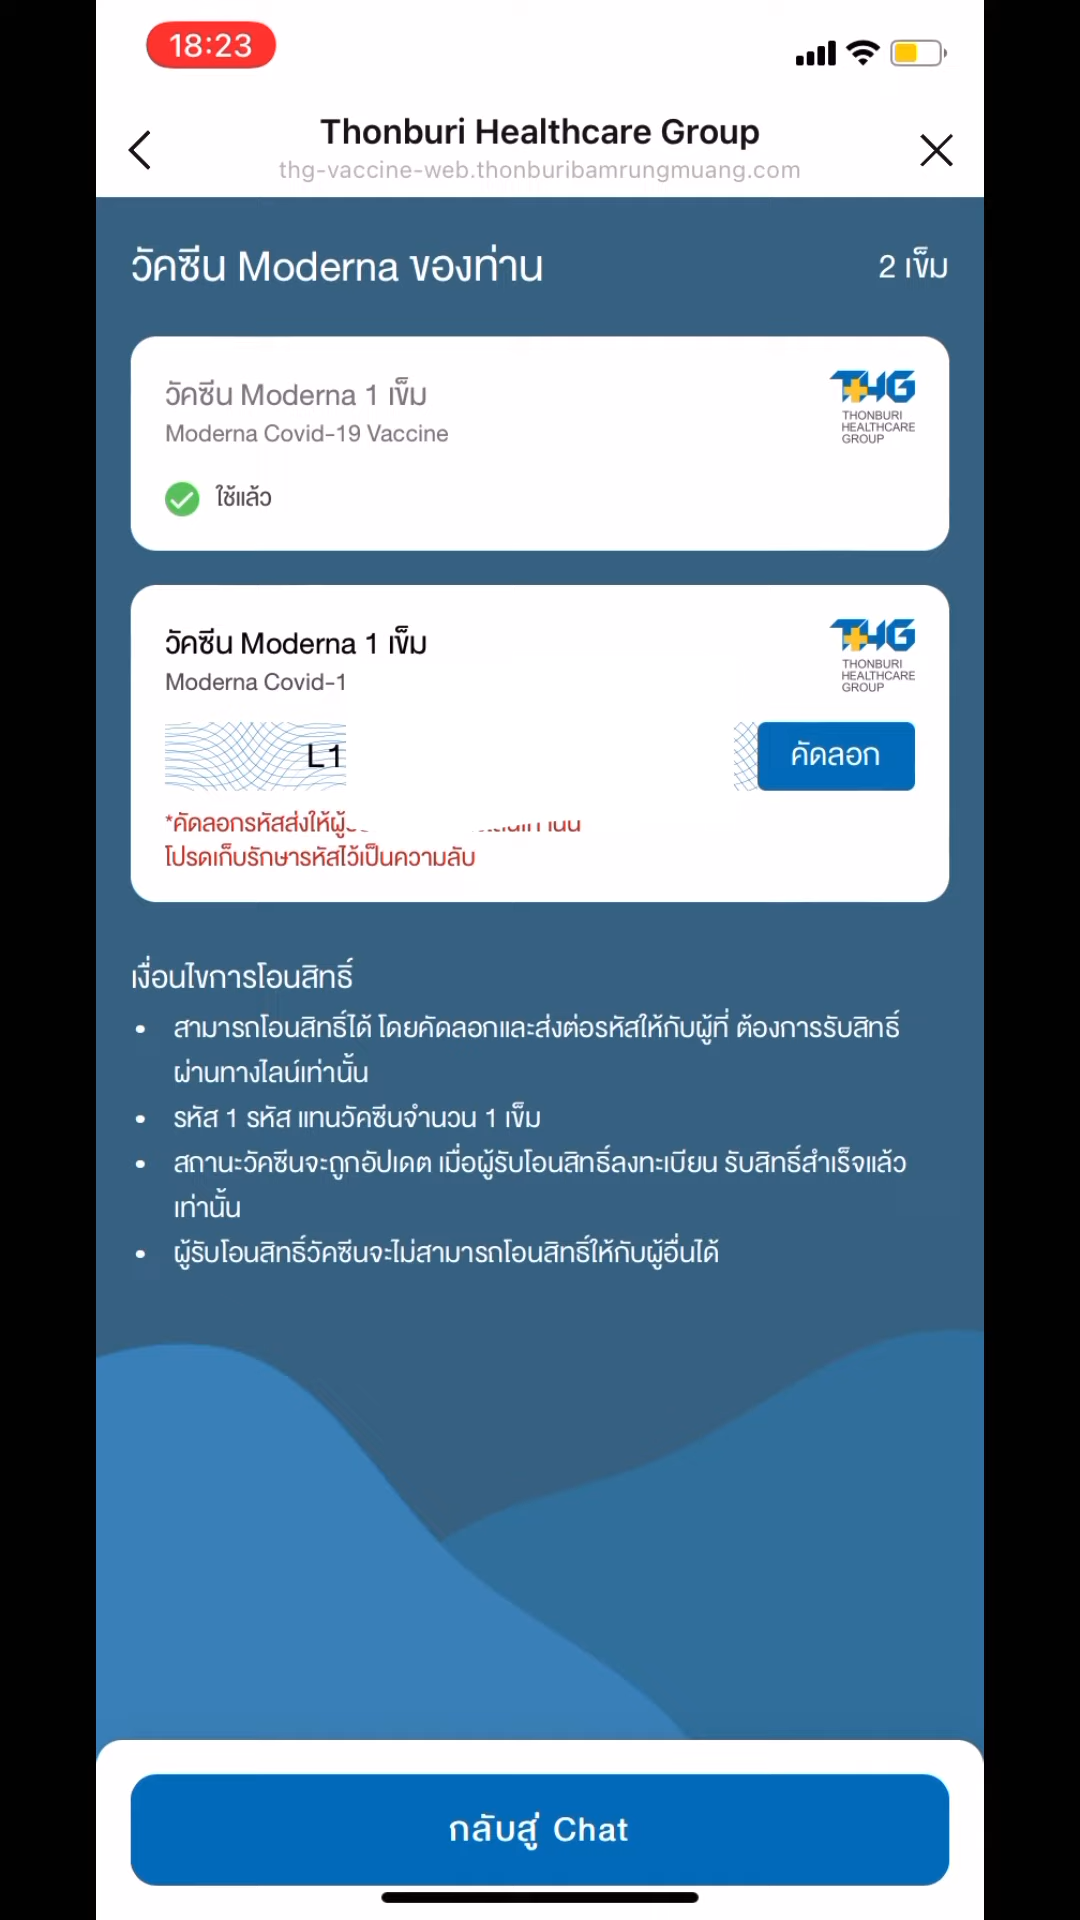 18:23
Thonburi Healthcare Group
thg-vaccine-web.thonburibamrungmuang.com
วัคซีน Moderna ของท่าน
2 เข็ม
วัคซีน Moderna 1 เข็ม
Moderna Covid-19 Vaccine
THG
THONBURI
HEALTHCARE
GROUP
ใช้แล้ว
วัคซีน Moderna 1 เข็ม
Moderna Covid-1
THG
THONBURI
HEALTHCARE
GROUP
L1
คัดลอก
*คัดลอกรหัสส่งให้
โปรดเก็บรักษารหัสไว้เป็นความลับ
เงื่อนไขการโอนสิทธิ์
• สามารถโอนสิทธิ์ได้ โดยคัดลอกและส่งต่อรหัสให้กับผู้ที่ ต้องการรับสิทธิ์
ผ่านทางไลน์เท่านั้น
• รหัส 1 รหัส แทนวัคซีนจำนวน 1 เข็ม
• สถานะวัคซีนจะถูกอัปเดต เมื่อผู้รับโอนสิทธิ์ลงทะเบียน รับสิทธิ์สำเร็จแล้ว
เท่านั้น
• ผู้รับโอนสิทธิ์วัคซีนจะไม่สามารถโอนสิทธิ์ให้กับผู้อื่นได้
กลับสู่ Chat